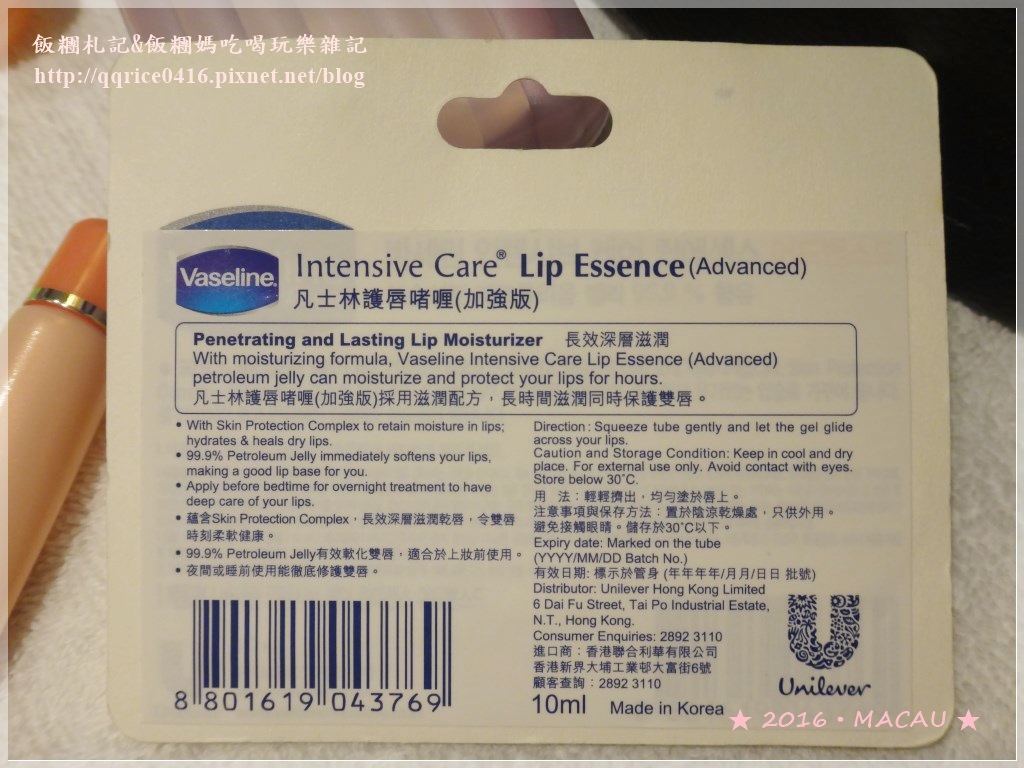 飯糰札記&飯糰媽吃喝玩樂雜記
http://qqrice0416.pixnet.net/blog
Vaseline.
Intensive Care® Lip Essence (Advanced)
凡士林護唇啫喱(加強版)
Penetrating and Lasting Lip Moisturizer 長效深層滋潤
With moisturizing formula, Vaseline Intensive Care Lip Essence (Advanced)
petroleum jelly can moisturize and protect your lips for hours.
凡士林護唇啫喱(加強版)採用滋潤配方，長時間滋潤同時保護雙唇。
• With Skin Protection Complex to retain moisture in lips;
hydrates & heals dry lips.
• 99.9% Petroleum Jelly immediately softens your lips,
making a good lip base for you.
• Apply before bedtime for overnight treatment to have
deep care of your lips.
• 蘊含Skin Protection Complex，長效深層滋潤乾唇，令雙唇
時刻柔軟健康。
• 99.9% Petroleum Jelly有效軟化雙唇，適合於上妝前使用。
• 夜間或睡前使用能徹底修護雙唇。
Direction: Squeeze tube gently and let the gel glide
across your lips.
Caution and Storage Condition: Keep in cool and dry
place. For external use only. Avoid contact with eyes.
Store below 30˚C.
用 法：輕輕擠出，均勻塗於唇上。
注意事項與保存方法：置於陰涼乾燥處，只供外用。
避免接觸眼睛。儲存於30˚C以下。
Expiry date: Marked on the tube
(YYYY/MM/DD Batch No.)
有效日期: 標示於管身 (年年年年/月月/日日 批號)
Distributor: Unilever Hong Kong Limited
6 Dai Fu Street, Tai Po Industrial Estate,
N.T., Hong Kong.
Consumer Enquiries: 2892 3110
進口商：香港聯合利華有限公司
香港新界大埔工業邨大富街6號
顧客查詢：2892 3110
10ml Made in Korea
Unilever
8 801619 043769
★ 2016・MACAU ★